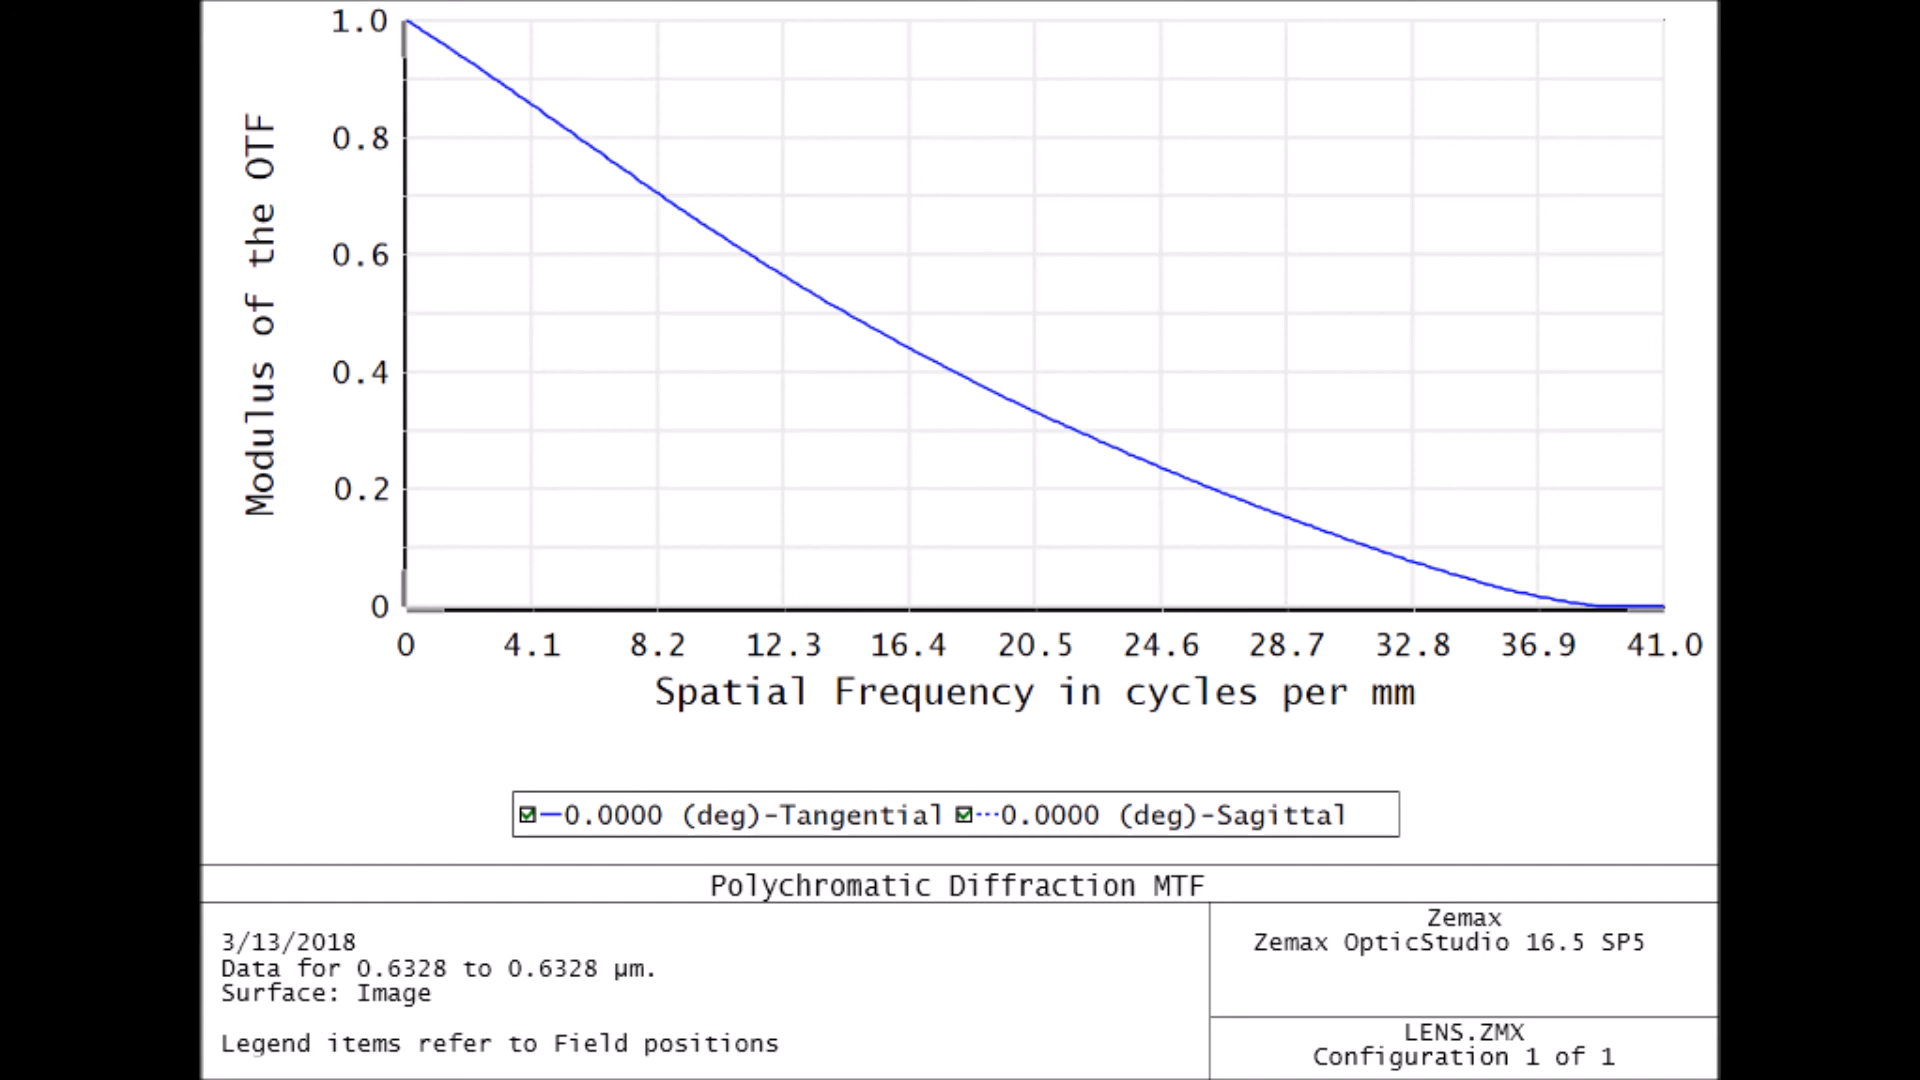 1.0
0.8
0.6
0.4
0.2
0
Modulus of the OTF
0 4.1 8.2 12.3 16.4 20.5 24.6 28.7 32.8 36.9 41.0
Spatial Frequency in cycles per mm
0.0000 (deg)-Tangential 0.0000 (deg)-Sagittal
Polychromatic Diffraction MTF
3/13/2018
Data for 0.6328 to 0.6328 µm.
Surface: Image
Legend items refer to Field positions
Zemax
Zemax OpticStudio 16.5 SP5
LENS.ZMX
Configuration 1 of 1